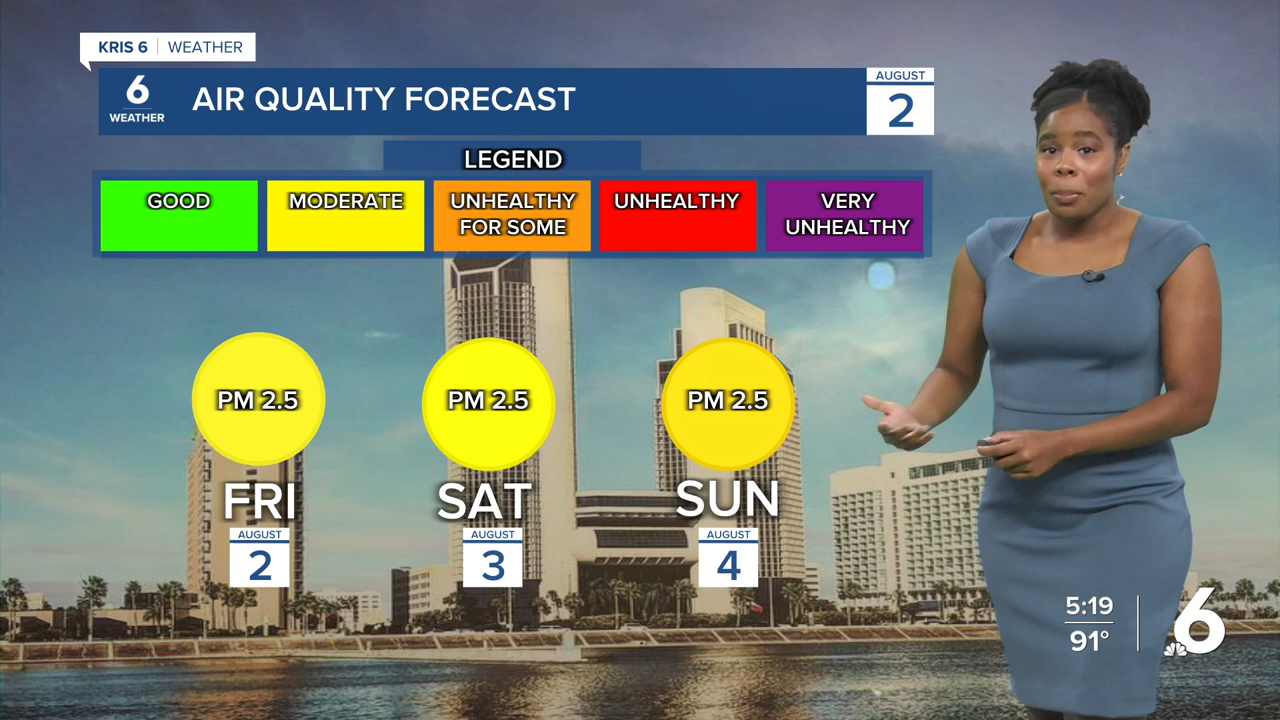 KRIS 6 | WEATHER
6
WEATHER
AIR QUALITY FORECAST
AUGUST
2
LEGEND
GOOD
MODERATE
UNHEALTHY
FOR SOME
UNHEALTHY
VERY
UNHEALTHY
PM 2.5
PM 2.5
PM 2.5
FRI
SAT
SUN
AUGUST
2
AUGUST
3
AUGUST
4
5:19
91°
6